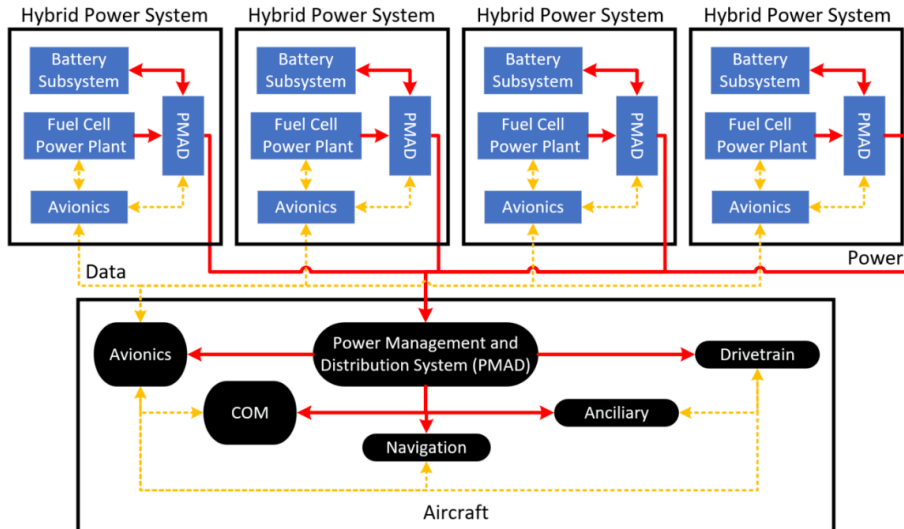 Hybrid Power System
Hybrid Power System
Hybrid Power System
Hybrid Power System
Battery
Subsystem
Fuel Cell
Power Plant
PMAD
Avionics
Battery
Subsystem
Fuel Cell
Power Plant
PMAD
Avionics
Battery
Subsystem
Fuel Cell
Power Plant
PMAD
Avionics
Battery
Subsystem
Fuel Cell
Power Plant
PMAD
Avionics
Data
Power
Avionics
Power Management and
Distribution System (PMAD)
Drivetrain
COM
Anciliary
Navigation
Aircraft